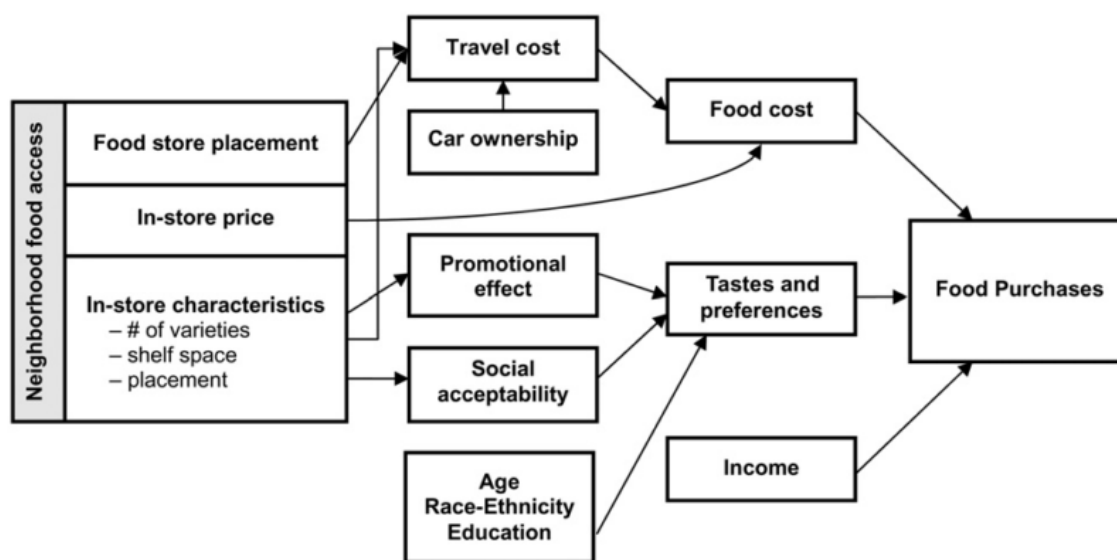 Neighborhood food access
Food store placement
In-store price
In-store characteristics
– # of varieties
– shelf space
– placement
Travel cost
Car ownership
Promotional
effect
Social
acceptability
Age
Race-Ethnicity
Education
Food cost
Tastes and
preferences
Income
Food Purchases